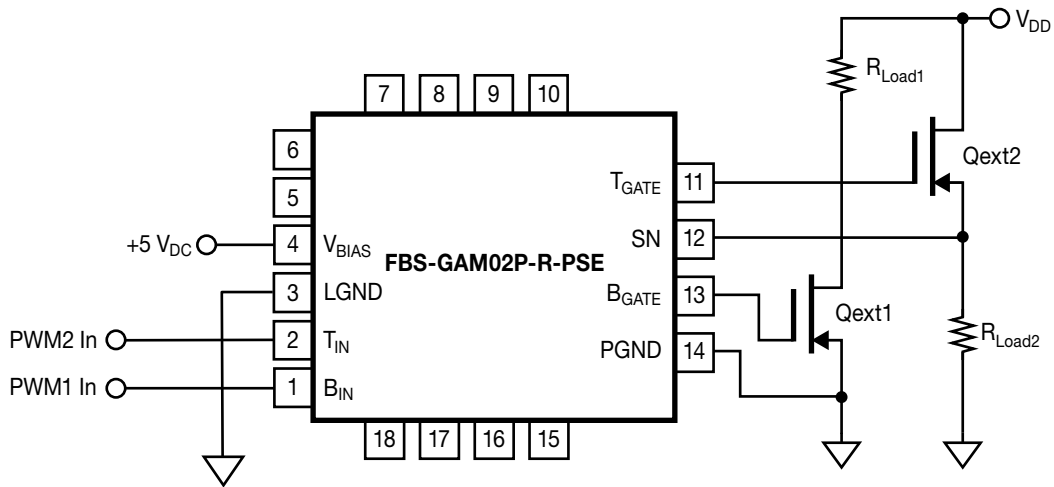 V_DD
R_Load1
7 8 9 10
6
Qext2
T_GATE 11
5
+5 V_DC 4 V_BIAS
SN 12
FBS-GAM02P-R-PSE
3 LGND
B_GATE 13
Qext1
PWM2 In 2 T_IN
R_Load2
PGND 14
PWM1 In 1 B_IN
18 17 16 15